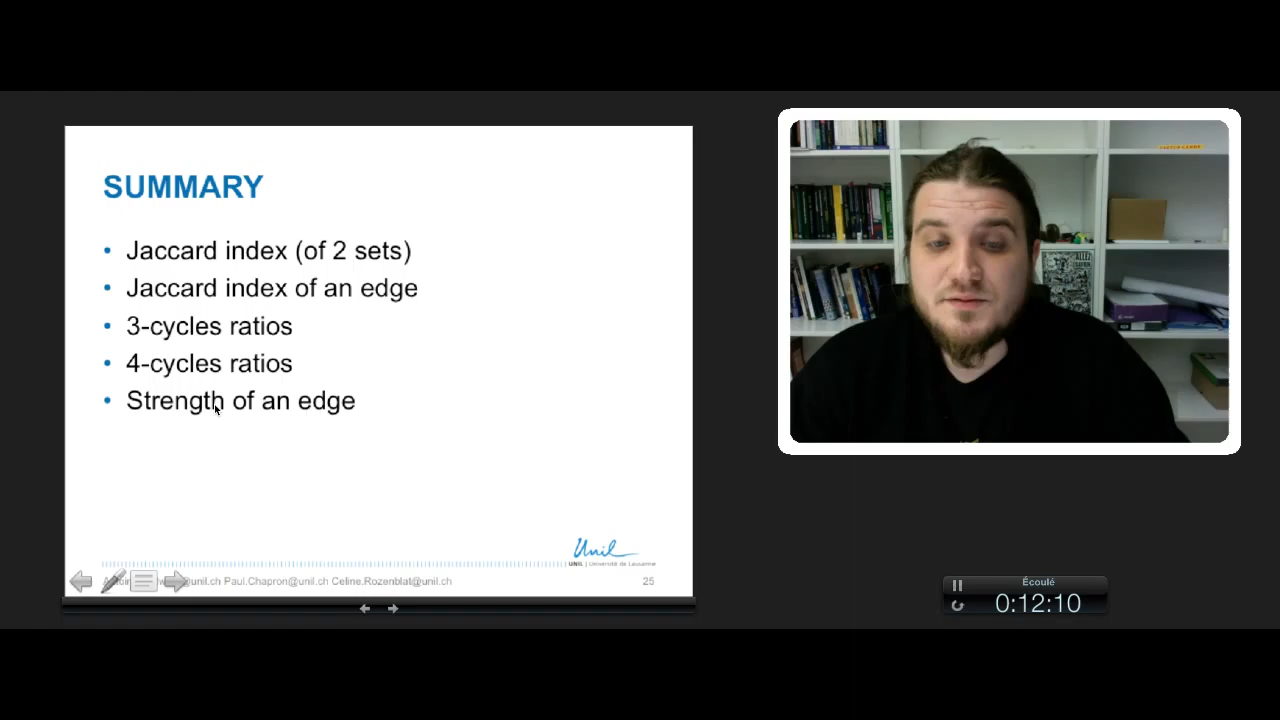 SUMMARY
• Jaccard index (of 2 sets)
• Jaccard index of an edge
• 3-cycles ratios
• 4-cycles ratios
• Strength of an edge
Unil
UNIL | Université de Lausanne
@unil.ch Paul.Chapron@unil.ch Celine.Rozenblat@unil.ch
25
Écoulé
0:12:10